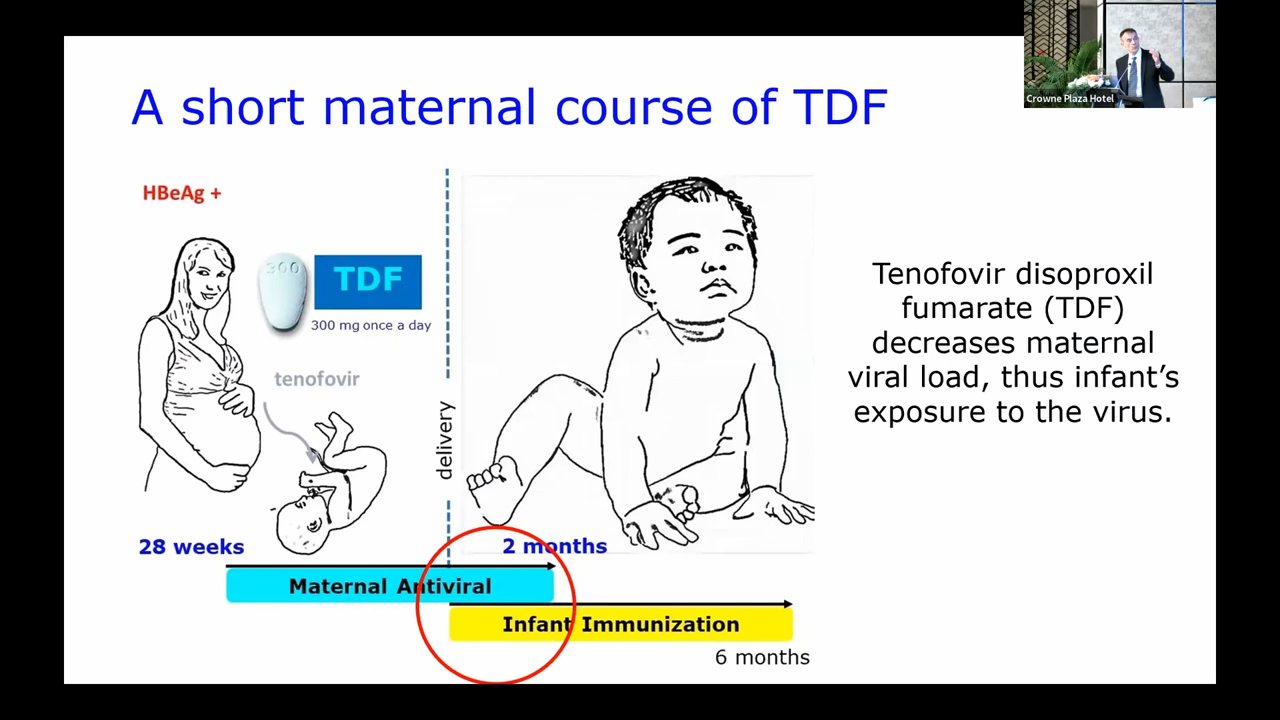 Crowne Plaza Hotel
A short maternal course of TDF
HBeAg +
300
TDF
300 mg once a day
tenofovir
delivery
Tenofovir disoproxil
fumarate (TDF)
decreases maternal
viral load, thus infant’s
exposure to the virus.
28 weeks
2 months
Maternal Antiviral
Infant Immunization
6 months